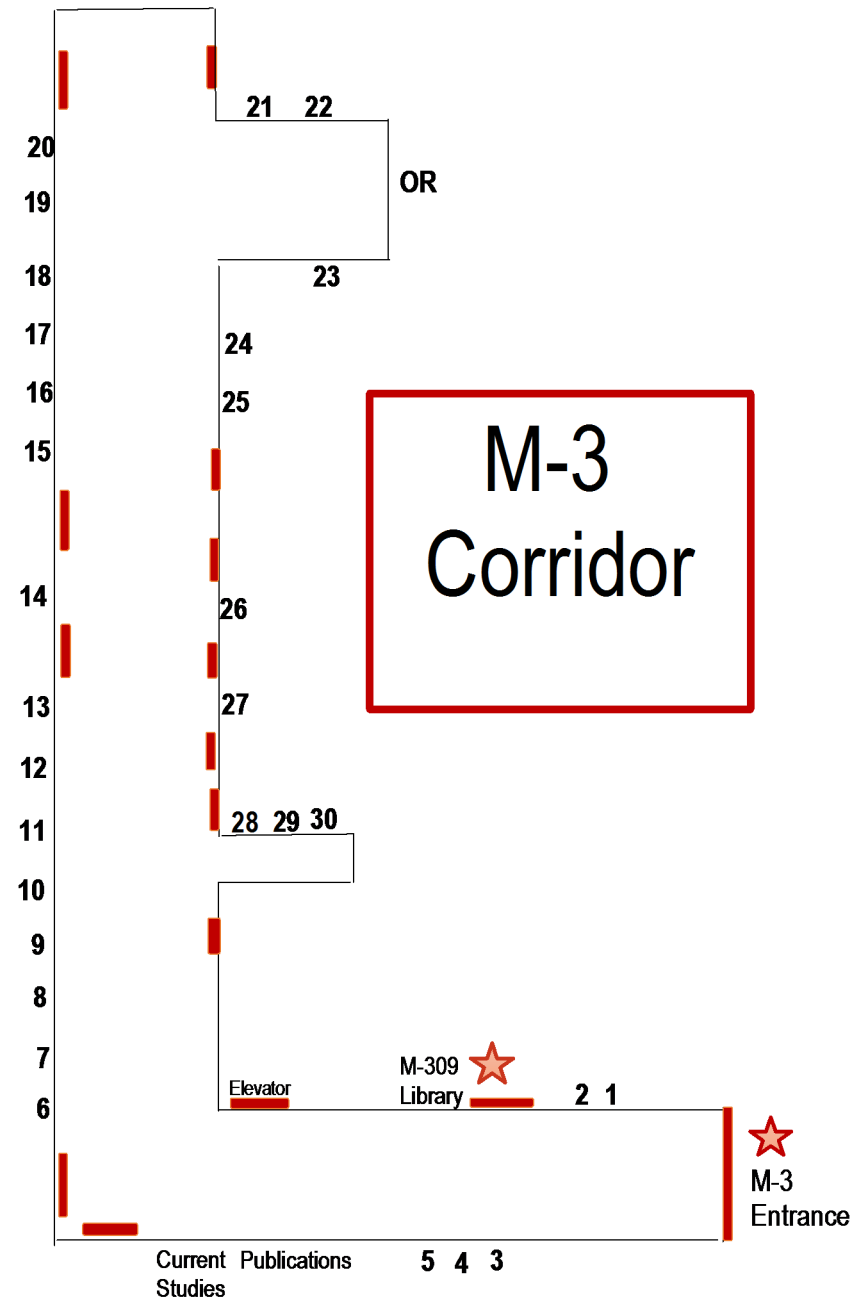 21 22
20
OR
19
18
23
17
24
16
25
15
M-3
Corridor
14
26
13
27
12
11
28 29 30
10
9
8
7
M-309
Library
Elevator
2 1
6
M-3
Entrance
Current Studies
Publications
5 4 3